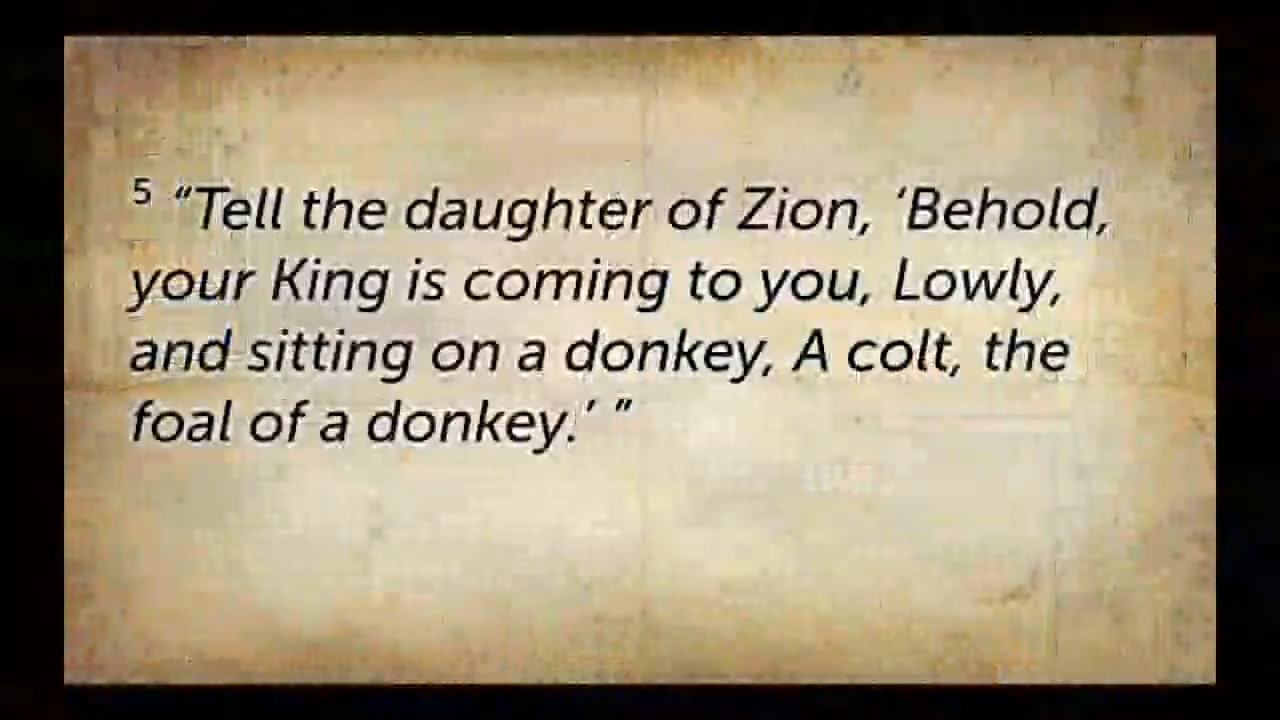 ⁵ “Tell the daughter of Zion, ‘Behold,
your King is coming to you, Lowly,
and sitting on a donkey, A colt, the
foal of a donkey.’ ”